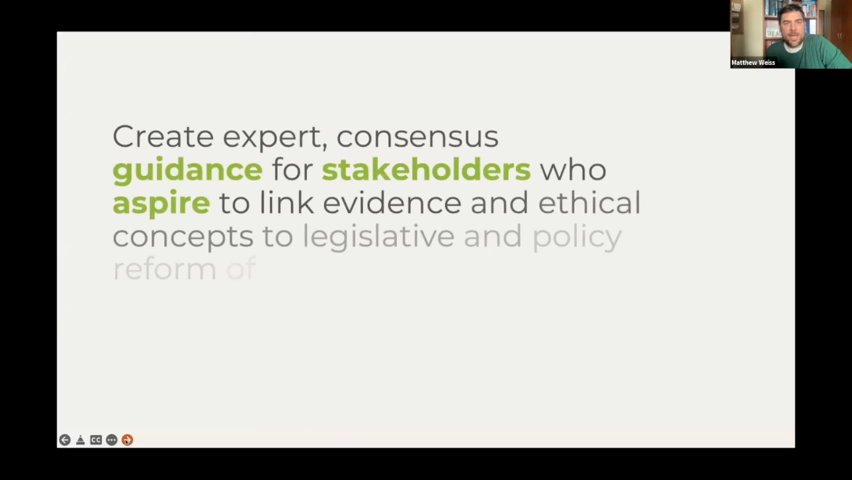 Matthew Weiss
Create expert, consensus
guidance for stakeholders who
aspire to link evidence and ethical
concepts to legislative and policy
reform of
CC